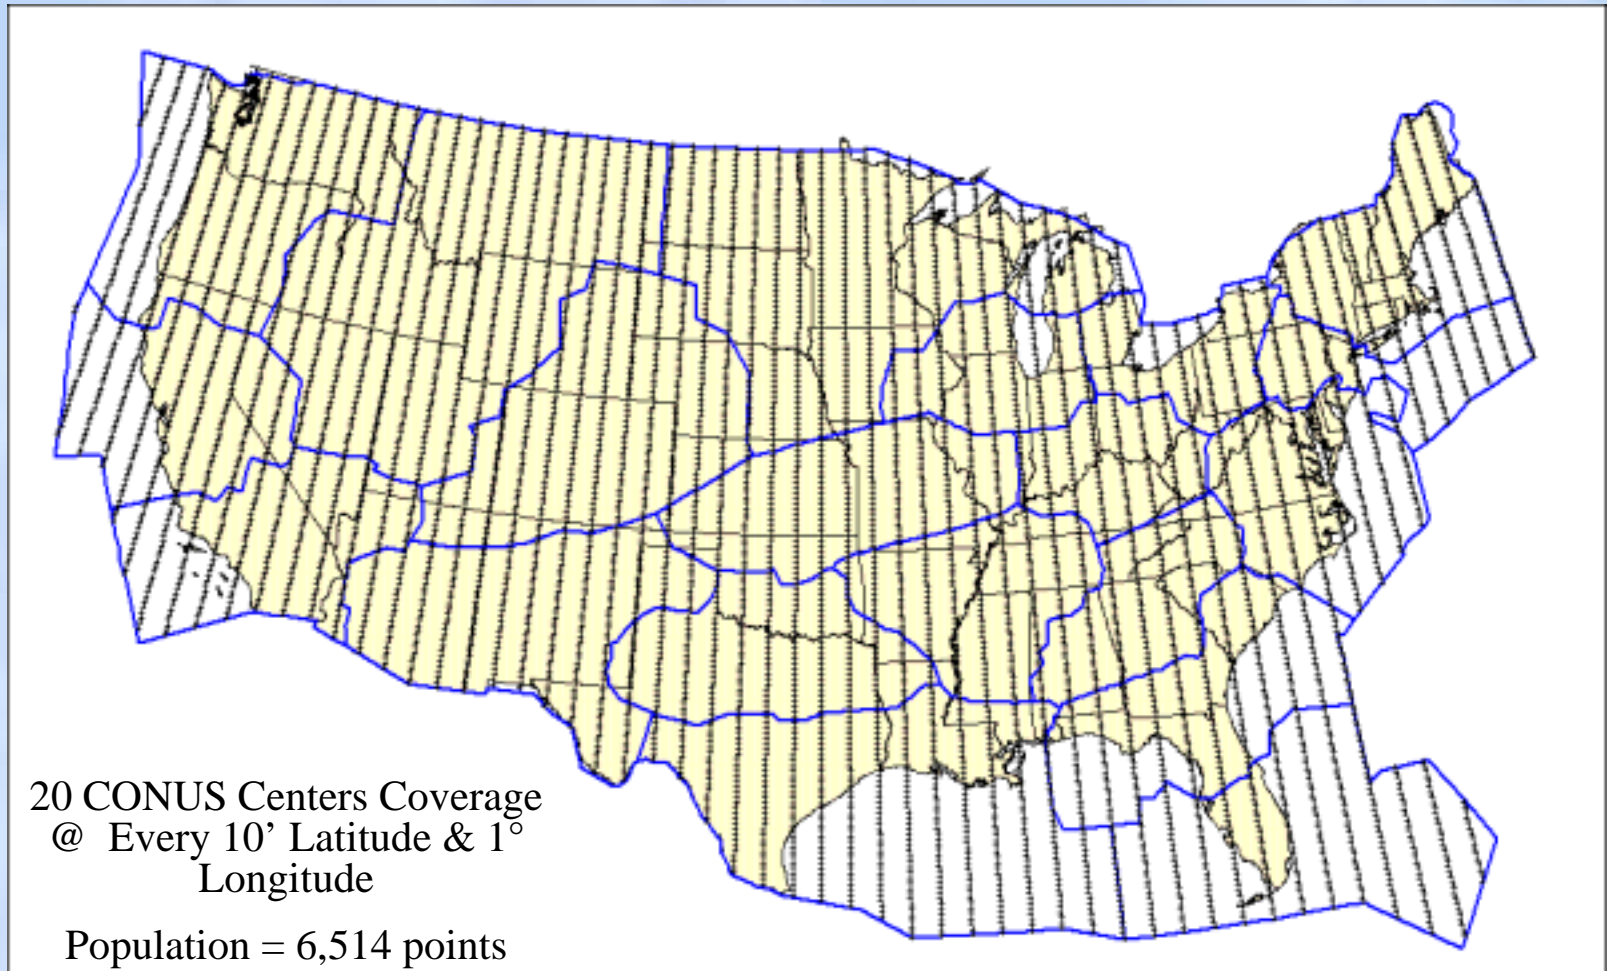 20 CONUS Centers Coverage
@ Every 10’ Latitude & 1°
Longitude
Population = 6,514 points